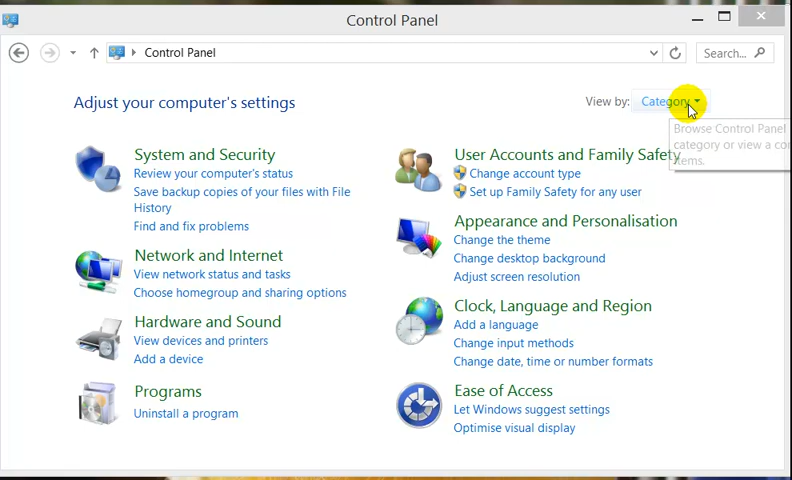 Control Panel
Control Panel
Search...
Adjust your computer's settings
View by: Category
Browse Control Panel
category or view a
items.
System and Security
Review your computer's status
Save backup copies of your files with File
History
Find and fix problems
Network and Internet
View network status and tasks
Choose homegroup and sharing options
Hardware and Sound
View devices and printers
Add a device
Programs
Uninstall a program
User Accounts and Family Safety
Change account type
Set up Family Safety for any user
Appearance and Personalisation
Change the theme
Change desktop background
Adjust screen resolution
Clock, Language and Region
Add a language
Change input methods
Change date, time or number formats
Ease of Access
Let Windows suggest settings
Optimise visual display